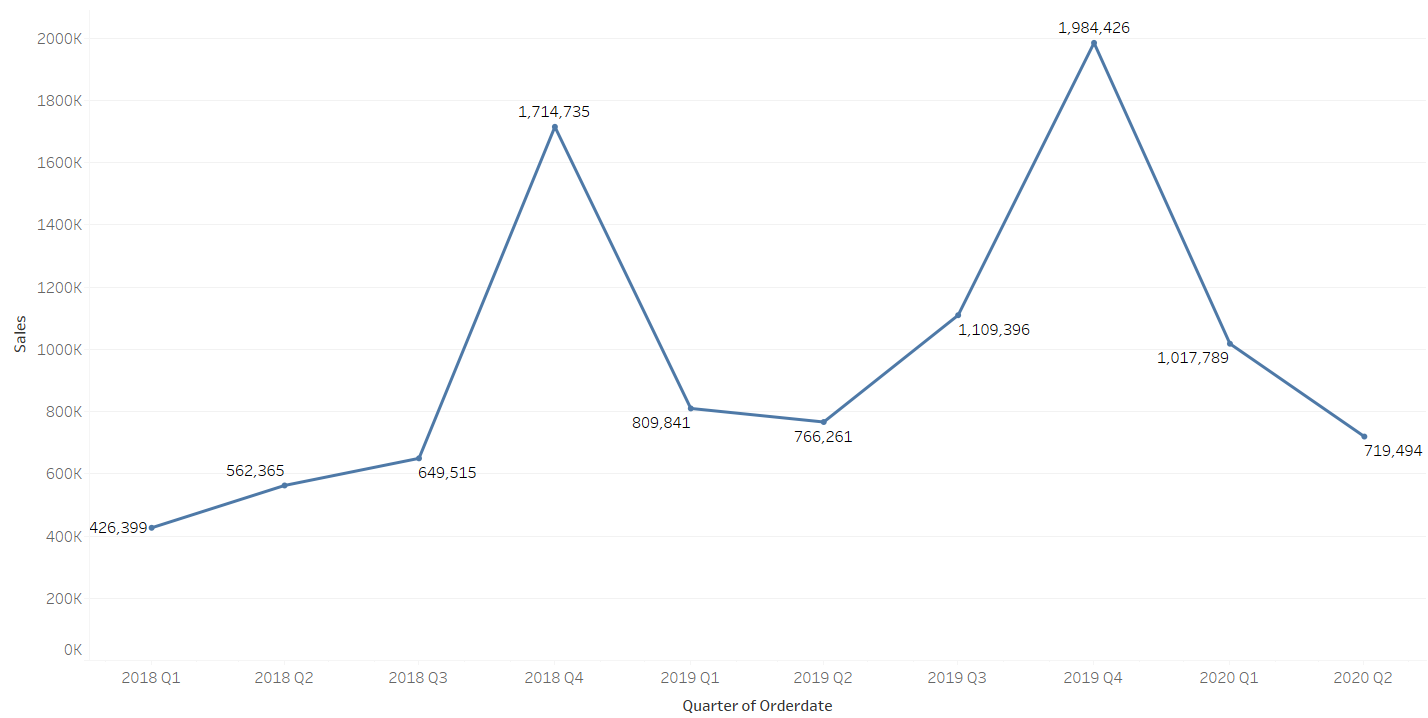 2000K
1800K
1600K
1400K
1200K
1000K
800K
600K
400K
200K
0K
Sales
426,399
562,365
649,515
1,714,735
809,841
766,261
1,109,396
1,984,426
1,017,789
719,494
2018 Q1
2018 Q2
2018 Q3
2018 Q4
2019 Q1
2019 Q2
2019 Q3
2019 Q4
2020 Q1
2020 Q2
Quarter of Orderdate